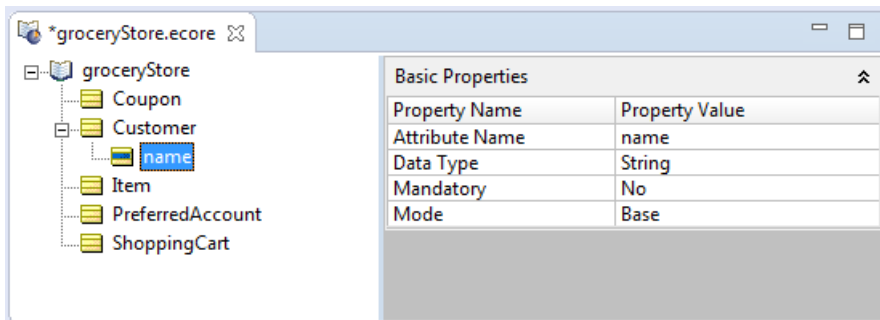 *groceryStore.ecore
groceryStore
Coupon
Customer
name
Item
PreferredAccount
ShoppingCart
Basic Properties
Property Name Property Value
Attribute Name name
Data Type String
Mandatory No
Mode Base